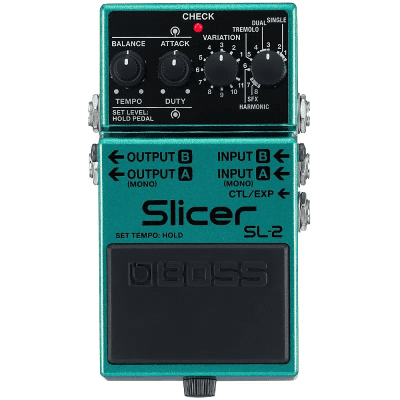 CHECK
BALANCE
ATTACK
VARIATION
TREMOLO
DUAL
SINGLE
TEMPO
DUTY
SFX
HARMONIC
SET LEVEL:
HOLD PEDAL
OUTPUT B
INPUT B
OUTPUT A
INPUT A
(MONO)
(MONO)
CTL/EXP
Slicer
SL-2
SET TEMPO: HOLD
BOSS